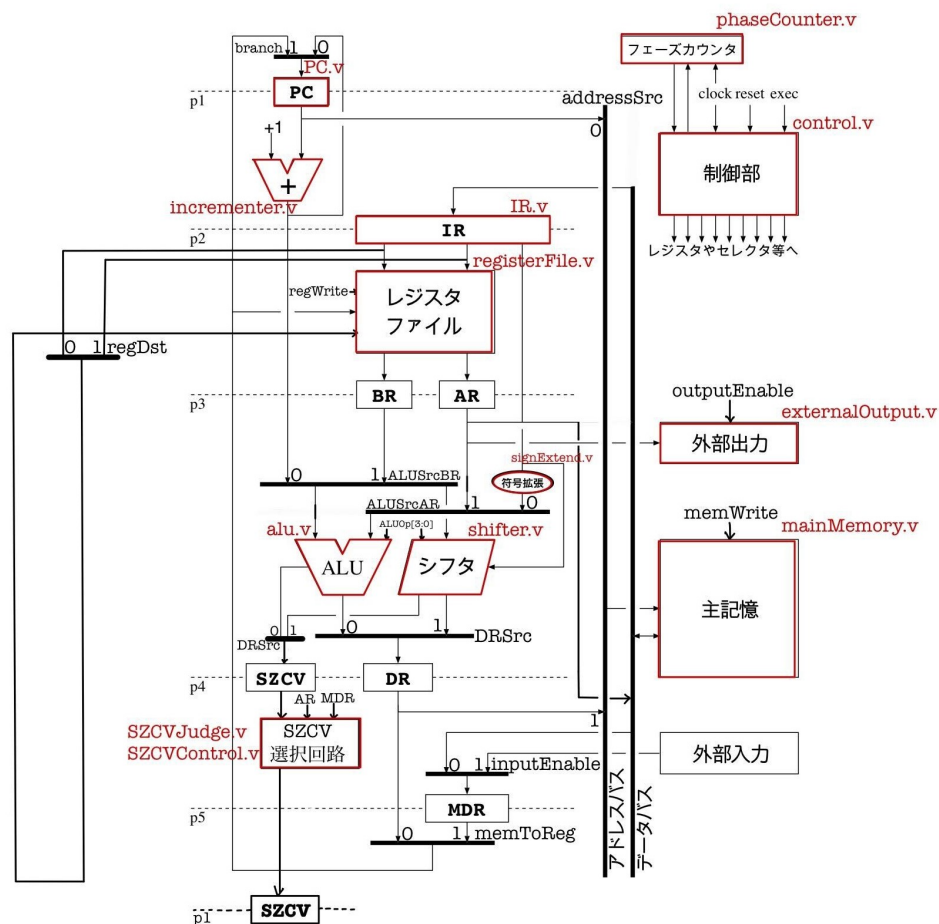 phaseCounter.v
フェーズカウンタ
branch 1 0
PC.v
PC
p1
addressSrc
clock reset exec
control.v
0
+1
制御部
+
incrementer.v
IR.v
IR
p2
レジスタやセレクタ等へ
registerFile.v
regWrite
レジスタ
ファイル
0 1 regDst
BR
AR
p3
outputEnable
externalOutput.v
外部出力
signExtend.v
0 1 ALUSrcBR
符号拡張
ALUSrcAR 1 0
memWrite
ALUOp[3:0]
alu.v
shifter.v
mainMemory.v
ALU
シフタ
主記憶
0 1
DRSrc
0 1 DRSrc
SZCV
DR
p4
AR MDR
1
SZCVJudge.v
SZCVControl.v
SZCV
選択回路
外部入力
0 1 inputEnable
MDR
p5
0 1 memToReg
アドレスバス
データバス
SZCV
p1